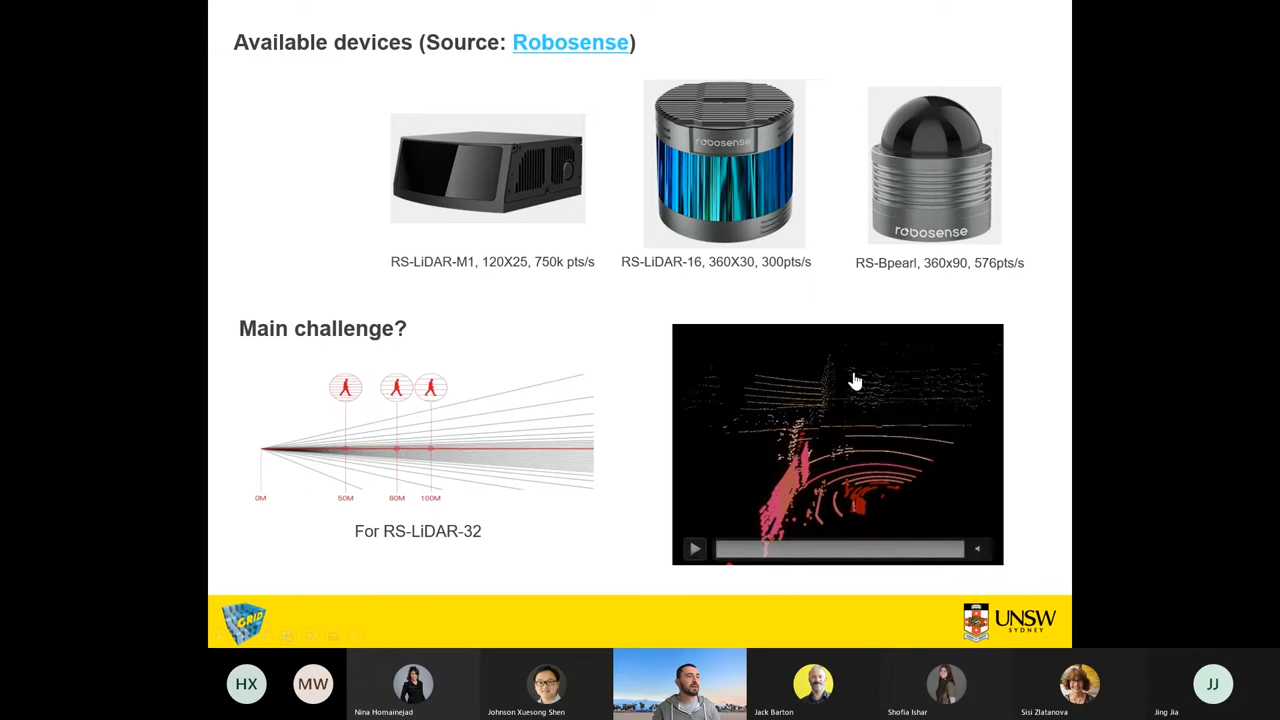 Available devices (Source: Robosense)
robosense
robosense
RS-LiDAR-M1, 120X25, 750k pts/s
RS-LiDAR-16, 360X30, 300pts/s
RS-Bpearl, 360x90, 576pts/s
Main challenge?
0M 50M 80M 100M
For RS-LiDAR-32
GRID
UNSW
SYDNEY
HX
MW
JJ
Nina Homainejad
Johnson Xuesong Shen
Jack Barton
Shofia Ishar
Sisi Zlatanova
Jing Jia